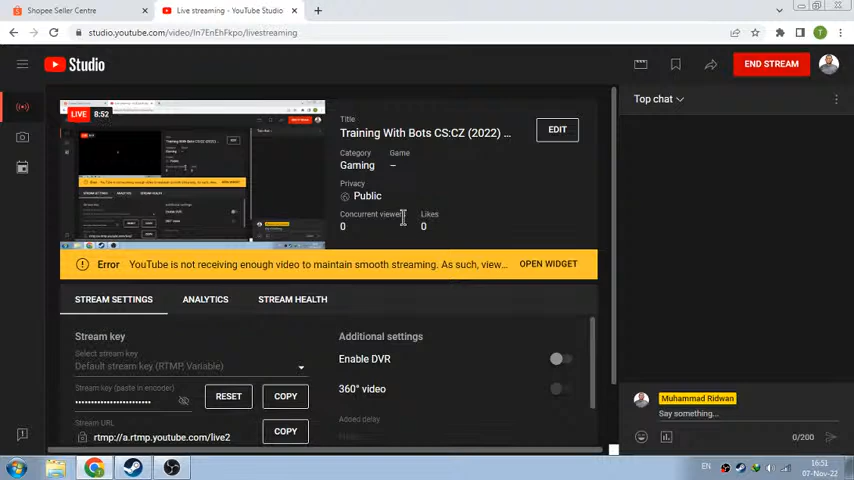 Shopee Seller Centre
Live streaming - YouTube Studio
studio.youtube.com/video/In7EnEhFkpo/livestreaming
Studio
END STREAM
LIVE 8:52
Title
Training With Bots CS:CZ (2022) ...
EDIT
Category Game
Gaming –
Privacy
Public
Concurrent viewers Likes
0 0
Top chat
Error YouTube is not receiving enough video to maintain smooth streaming. As such, view... OPEN WIDGET
STREAM SETTINGS ANALYTICS STREAM HEALTH
Stream key
Select stream key
Default stream key (RTMP, Variable)
Stream key (paste in encoder)
RESET COPY
Stream URL
rtmp://a.rtmp.youtube.com/live2
COPY
Additional settings
Enable DVR
360° video
Added delay
Muhammad Ridwan
Say something...
0/200
EN
16:51
07-Nov-22